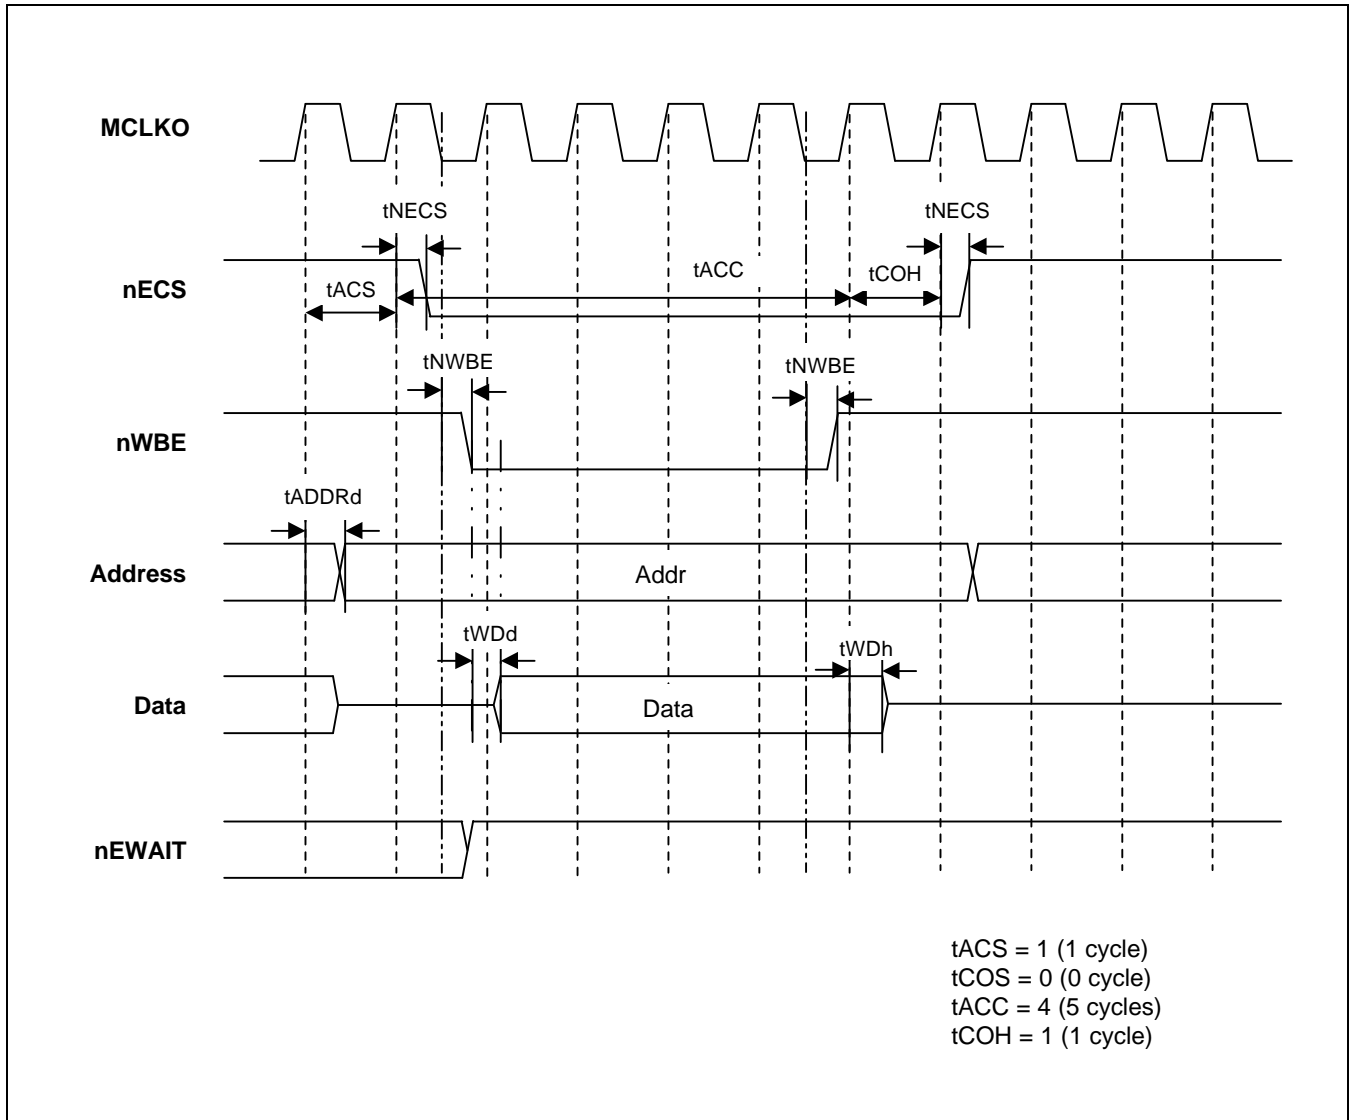 MCLKO
tNECS
tNECS
tACC
tCOH
nECS
tACS
tNWBE
tNWBE
nWBE
tADDRd
Address
Addr
tWDd
tWDh
Data
Data
nEWAIT
tACS = 1 (1 cycle)
tCOS = 0 (0 cycle)
tACC = 4 (5 cycles)
tCOH = 1 (1 cycle)